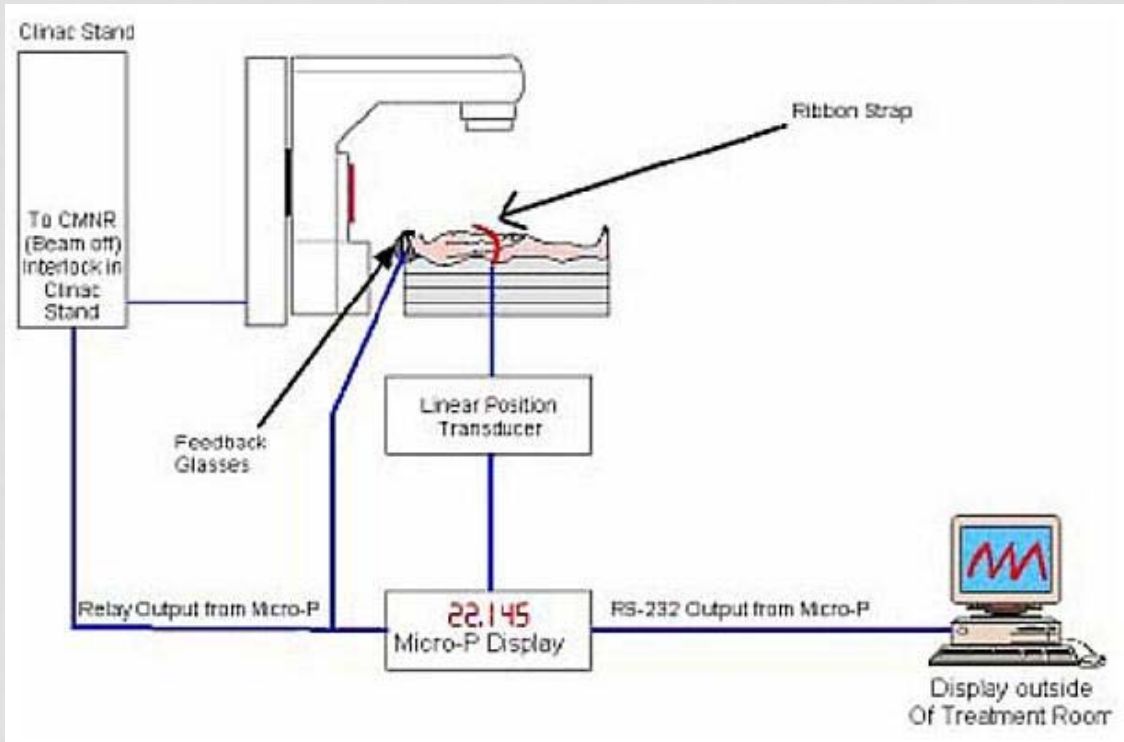 Clinac Stand
Ribbon Strap
To CMNR
(Beam off)
Interlock in
Clinac
Stand
Linear Position
Transducer
Feedback
Glasses
Relay Output from Micro-P
22.145
Micro-P Display
RS-232 Output from Micro-P
Display outside
Of Treatment Room